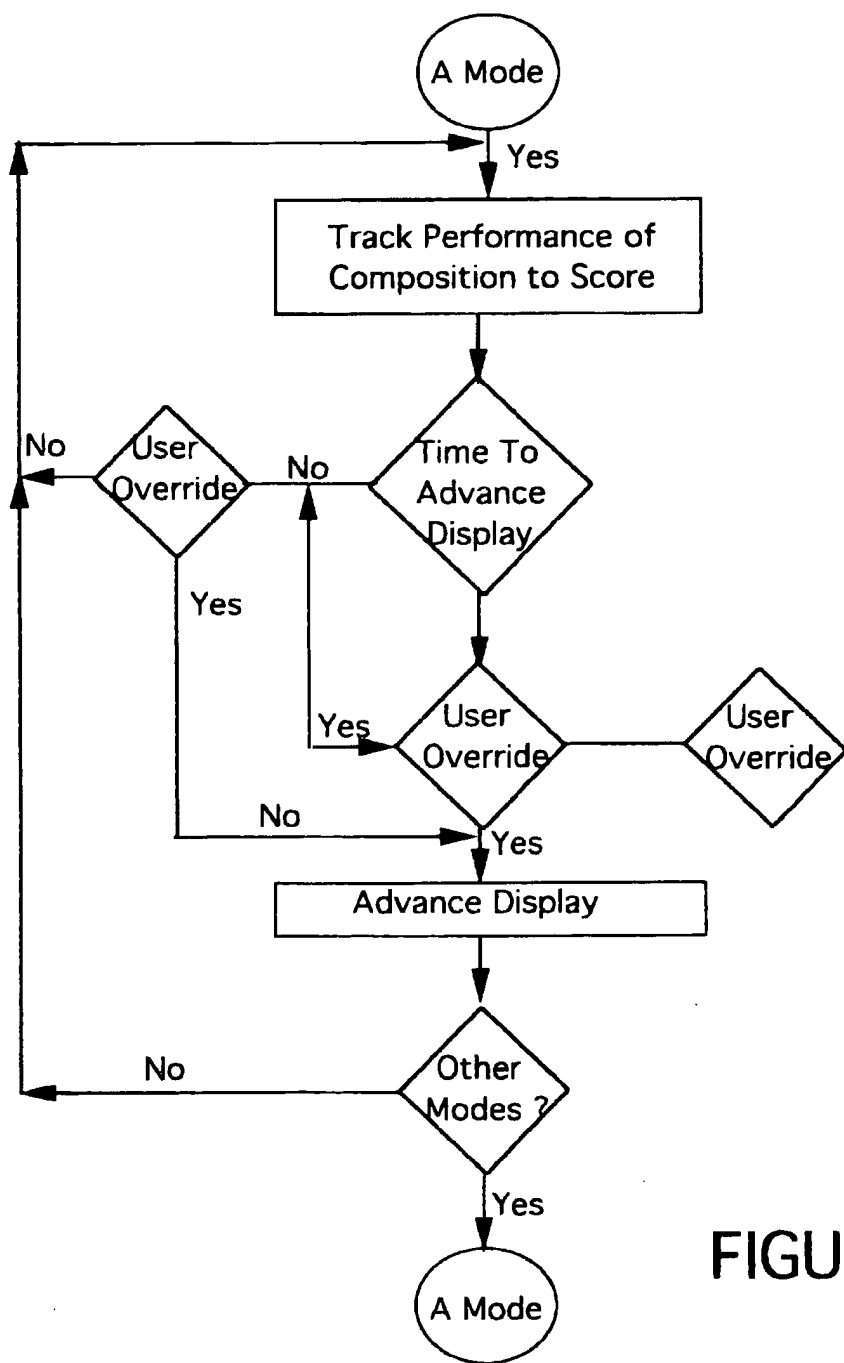 A Mode
Yes
Track Performance of
Composition to Score
No
User
Override
No
Time To
Advance
Display
Yes
Yes
User
Override
User
Override
No
Yes
Advance Display
No
Other
Modes ?
Yes
A Mode
FIGU